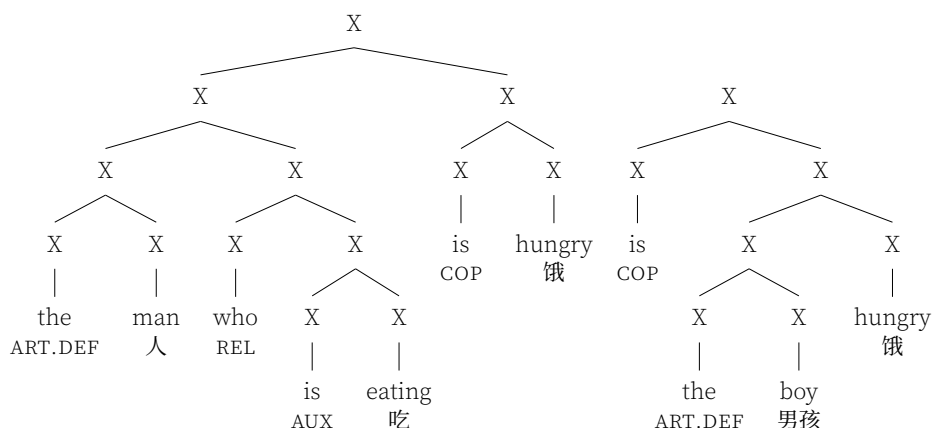 X
X X X
X X X X X X
X X X X is hungry is X X
COP 饿 COP
the man who X X X X hungry
ART.DEF 人 REL 饿
is eating the boy
AUX 吃 ART.DEF 男孩